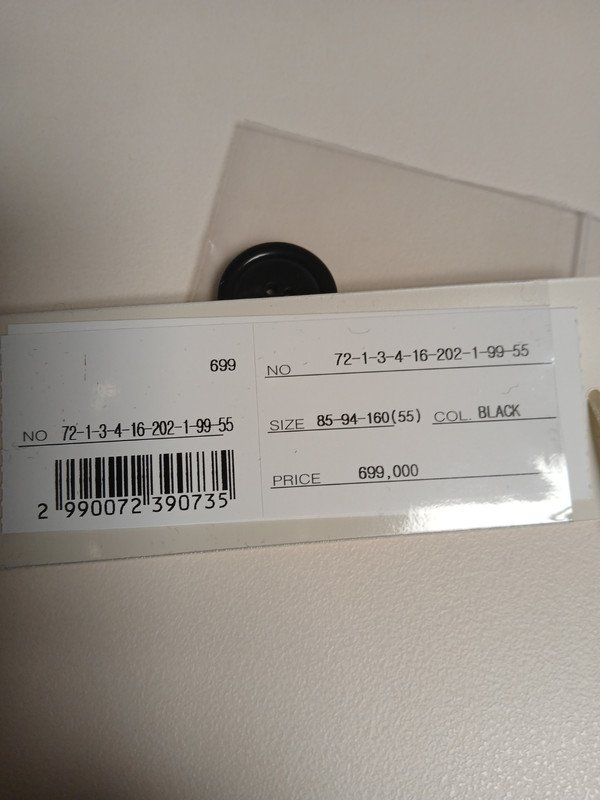 699
NO 72-1-3-4-16-202-1-99-55
2 990072 390735
NO 72-1-3-4-16-202-1-99-55
SIZE 85-94-160(55) COL. BLACK
PRICE 699,000